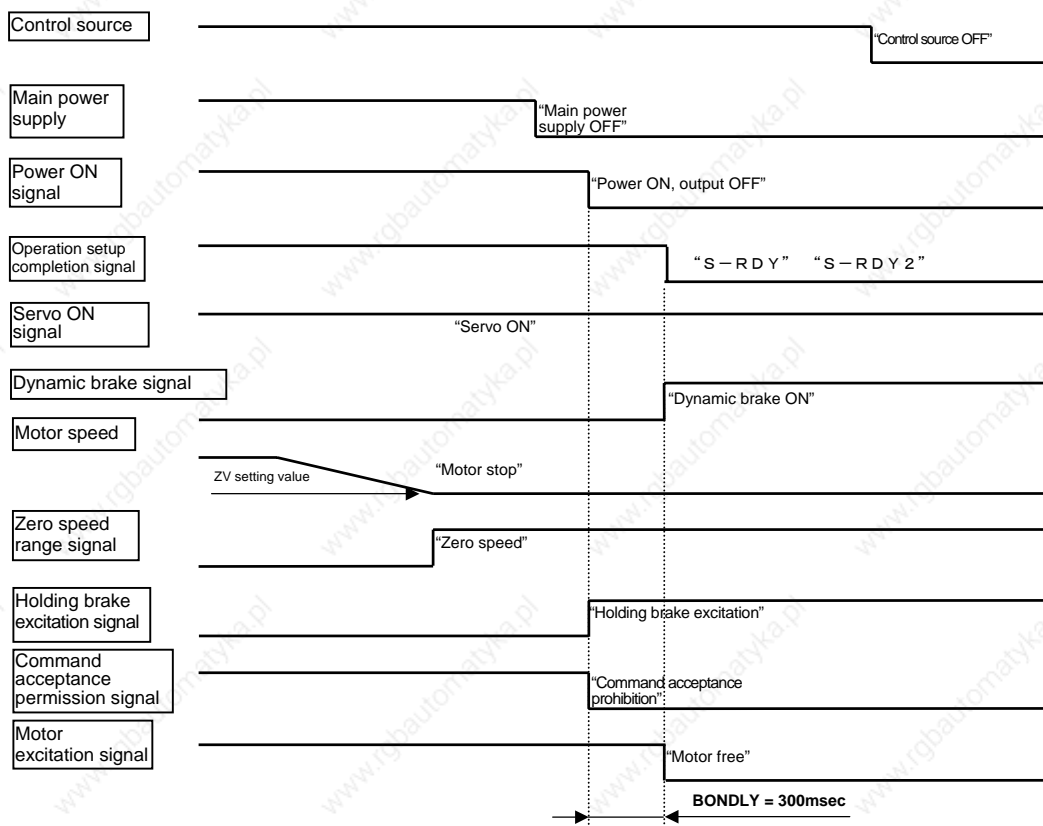 Control source
“Control source OFF”
Main power
supply
“Main power
supply OFF”
Power ON
signal
“Power ON, output OFF”
Operation setup
completion signal
“S－RDY” “S－RDY2”
Servo ON
signal
“Servo ON”
Dynamic brake signal
“Dynamic brake ON”
Motor speed
ZV setting value
“Motor stop”
Zero speed
range signal
“Zero speed”
Holding brake
excitation signal
“Holding brake excitation”
Command
acceptance
permission signal
“Command acceptance
prohibition”
Motor
excitation signal
“Motor free”
BONDLY = 300msec
www.rgbautomatyka.pl